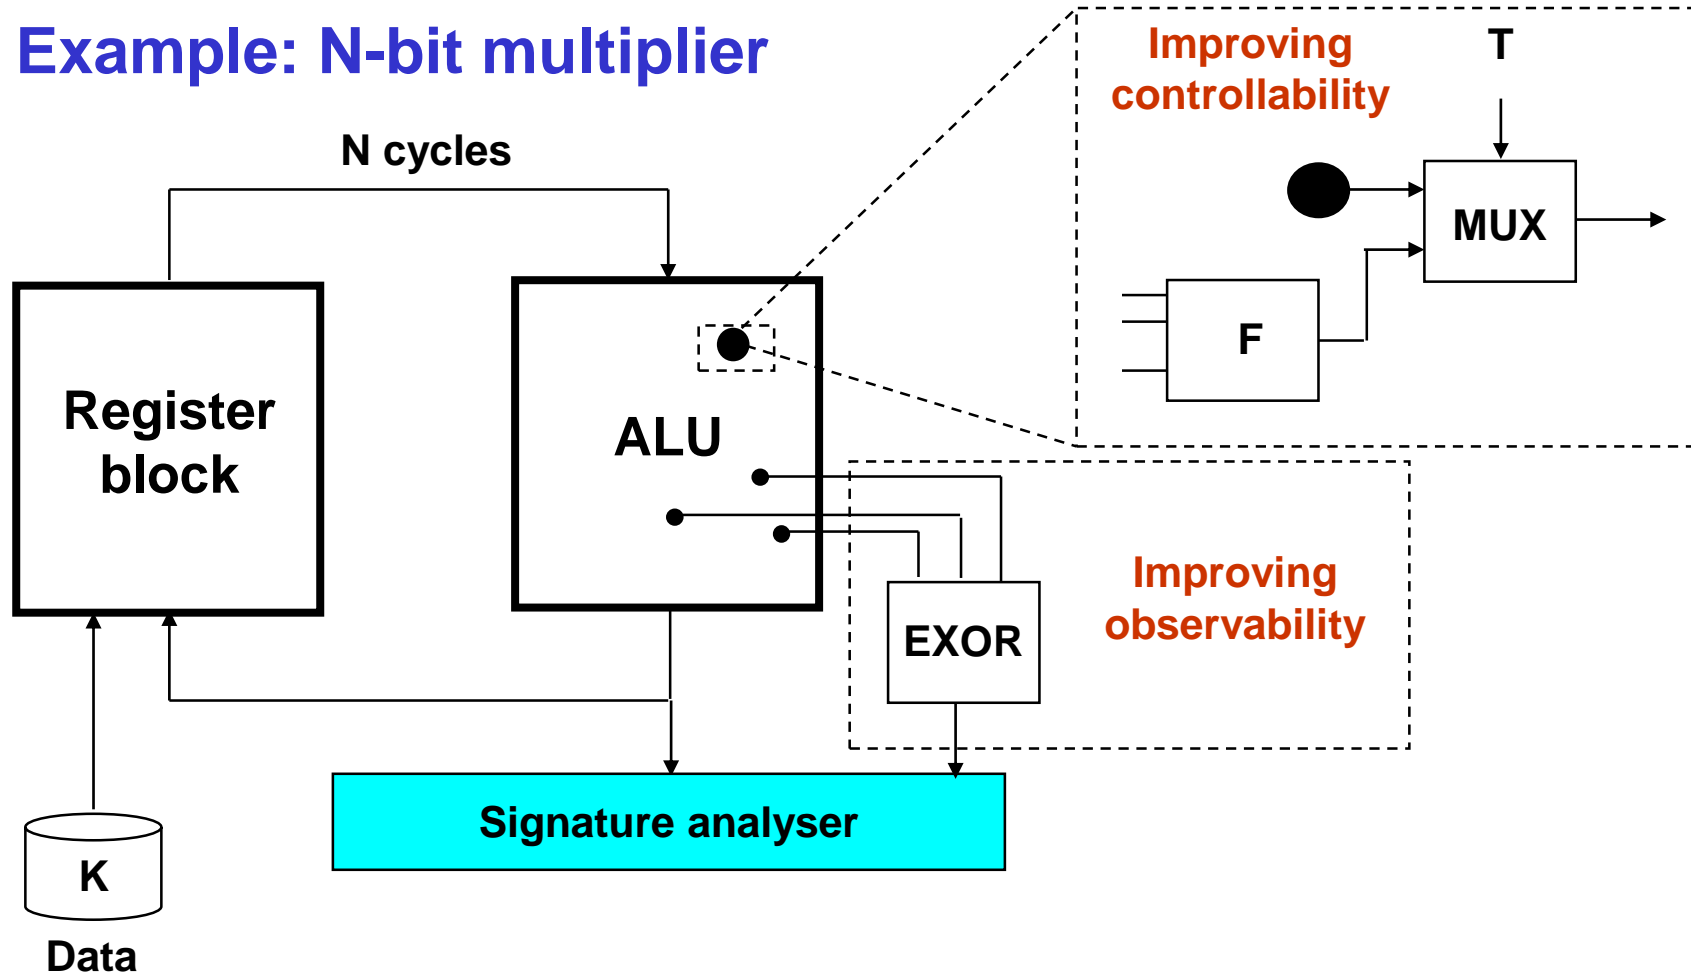 Example: N-bit multiplier
Improving
controllability
T
N cycles
MUX
F
Register
block
ALU
Improving
observability
EXOR
Signature analyser
K
Data